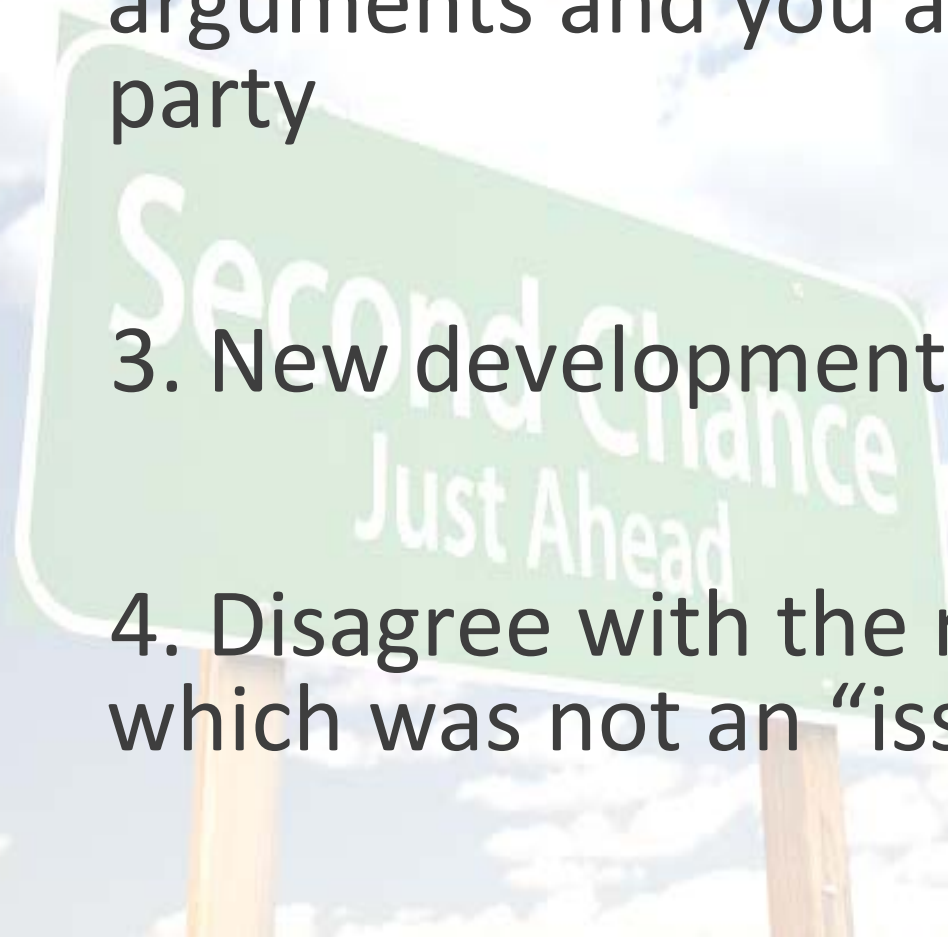 arguments and you a
party
Second Chance
3. New development
Just Ahead
4. Disagree with the
which was not an “iss